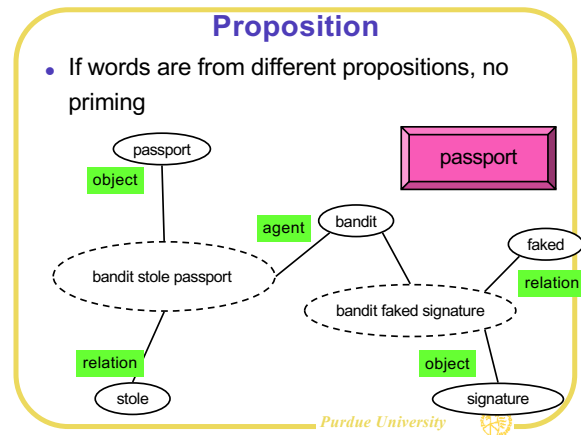 Proposition
• If words are from different propositions, no
priming
passport
passport
object
agent
bandit
faked
bandit stole passport
relation
bandit faked signature
relation
object
stole
signature
Purdue University